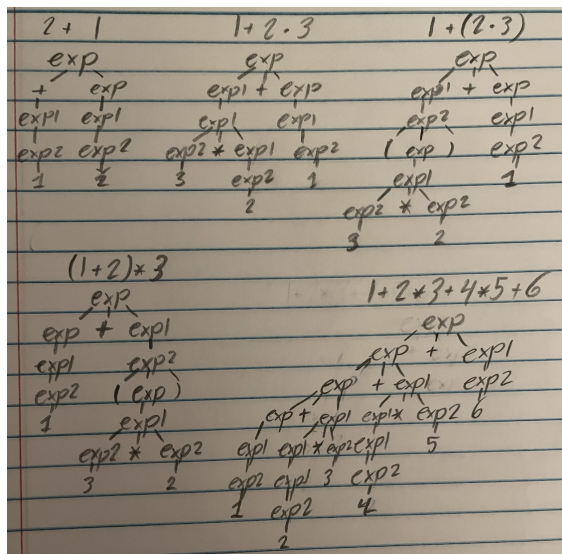 2 + 1
exp
+ exp
exp1 exp1
exp2 exp2
1 2
1 + 2 · 3
exp
exp1 + exp
exp1 exp1
exp2 * exp1 exp2
3 exp2 1
2
1 + (2 · 3)
exp
exp1 + exp
exp2 exp1
( exp ) exp2
exp1 1
exp2 * exp2
3 2
(1+2)*3
exp
exp + exp1
exp1 exp2
exp2 (exp)
1 exp1
exp2 * exp2
3 2
1+2*3+4*5+6
exp
exp + exp1
exp + exp1 exp2
exp + exp1 exp1* exp2 6
exp1 exp1 * exp2 exp1 5
exp2 exp1 3 exp2
1 exp2 4
2